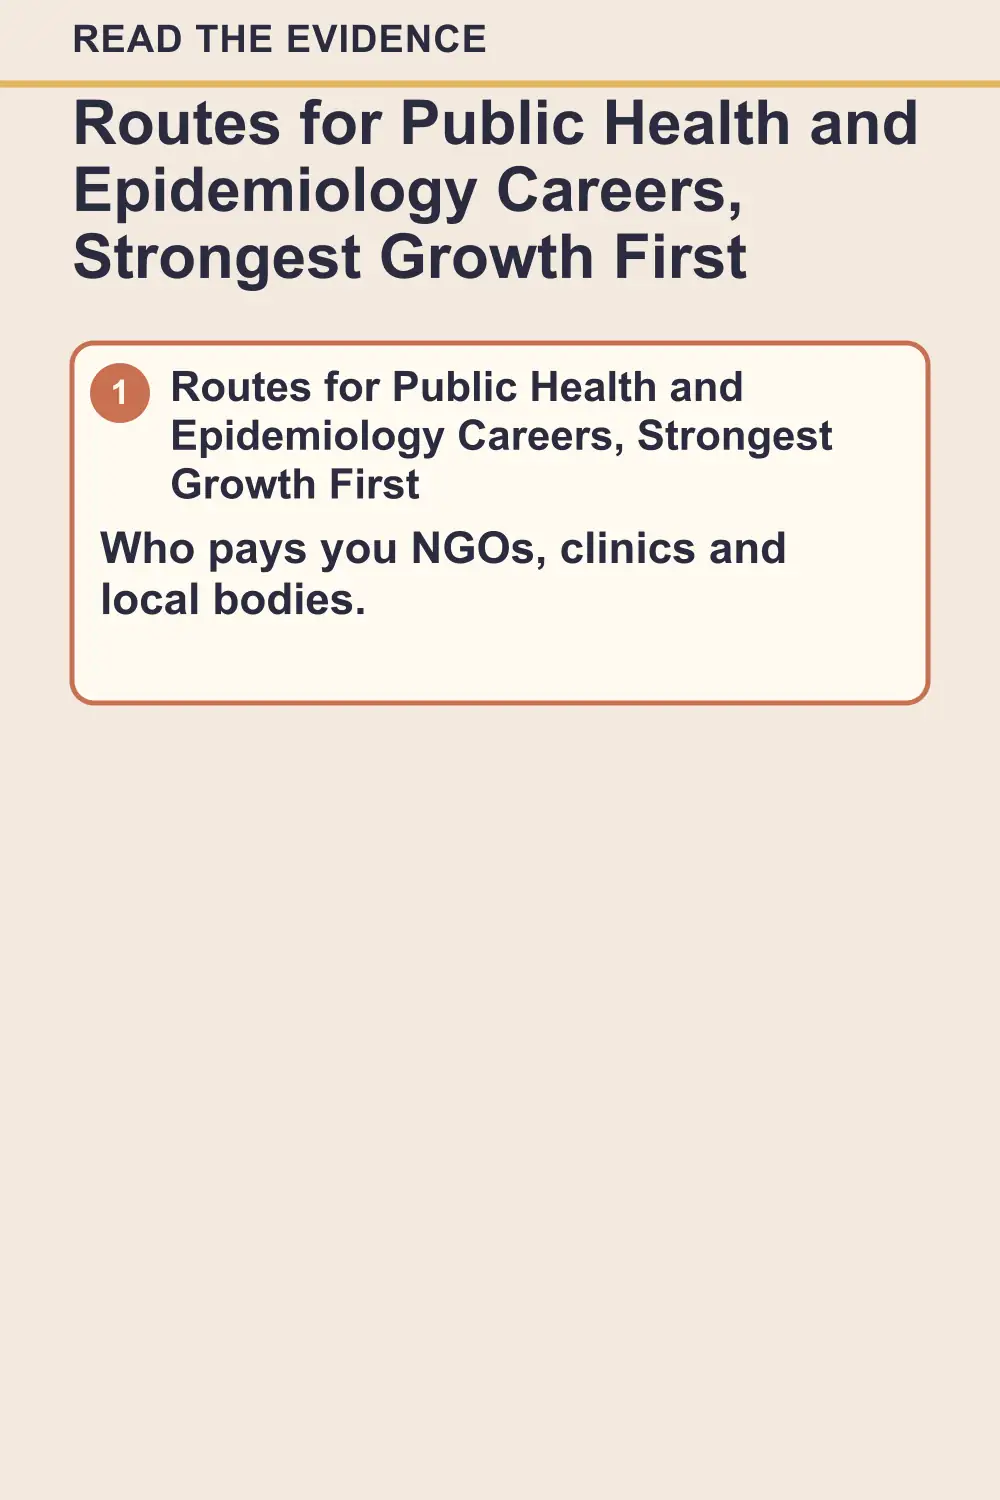 READ THE EVIDENCE
Routes for Public Health and
Epidemiology Careers,
Strongest Growth First
1
Routes for Public Health and
Epidemiology Careers, Strongest
Growth First
Who pays you NGOs, clinics and
local bodies.